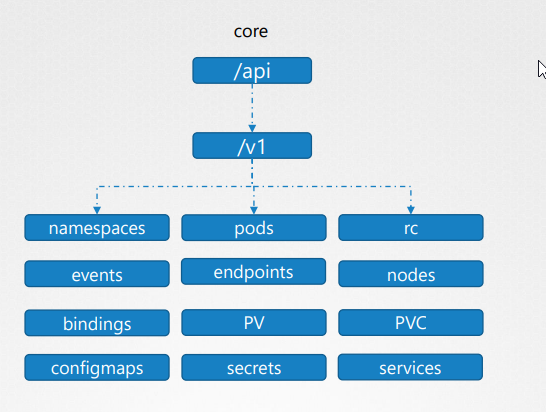 core
/api
/v1
namespaces
pods
rc
events
endpoints
nodes
bindings
PV
PVC
configmaps
secrets
services